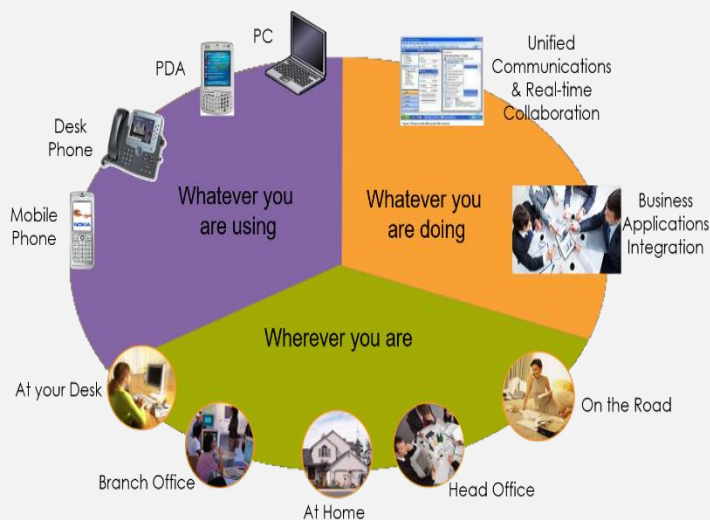 PC
PDA
Desk
Phone
Mobile
Phone
Whatever you
are using
Unified
Communications
& Real-time
Collaboration
Whatever you
are doing
Business
Applications
Integration
Wherever you are
At your Desk
Branch Office
At Home
Head Office
On the Road
NOKIA